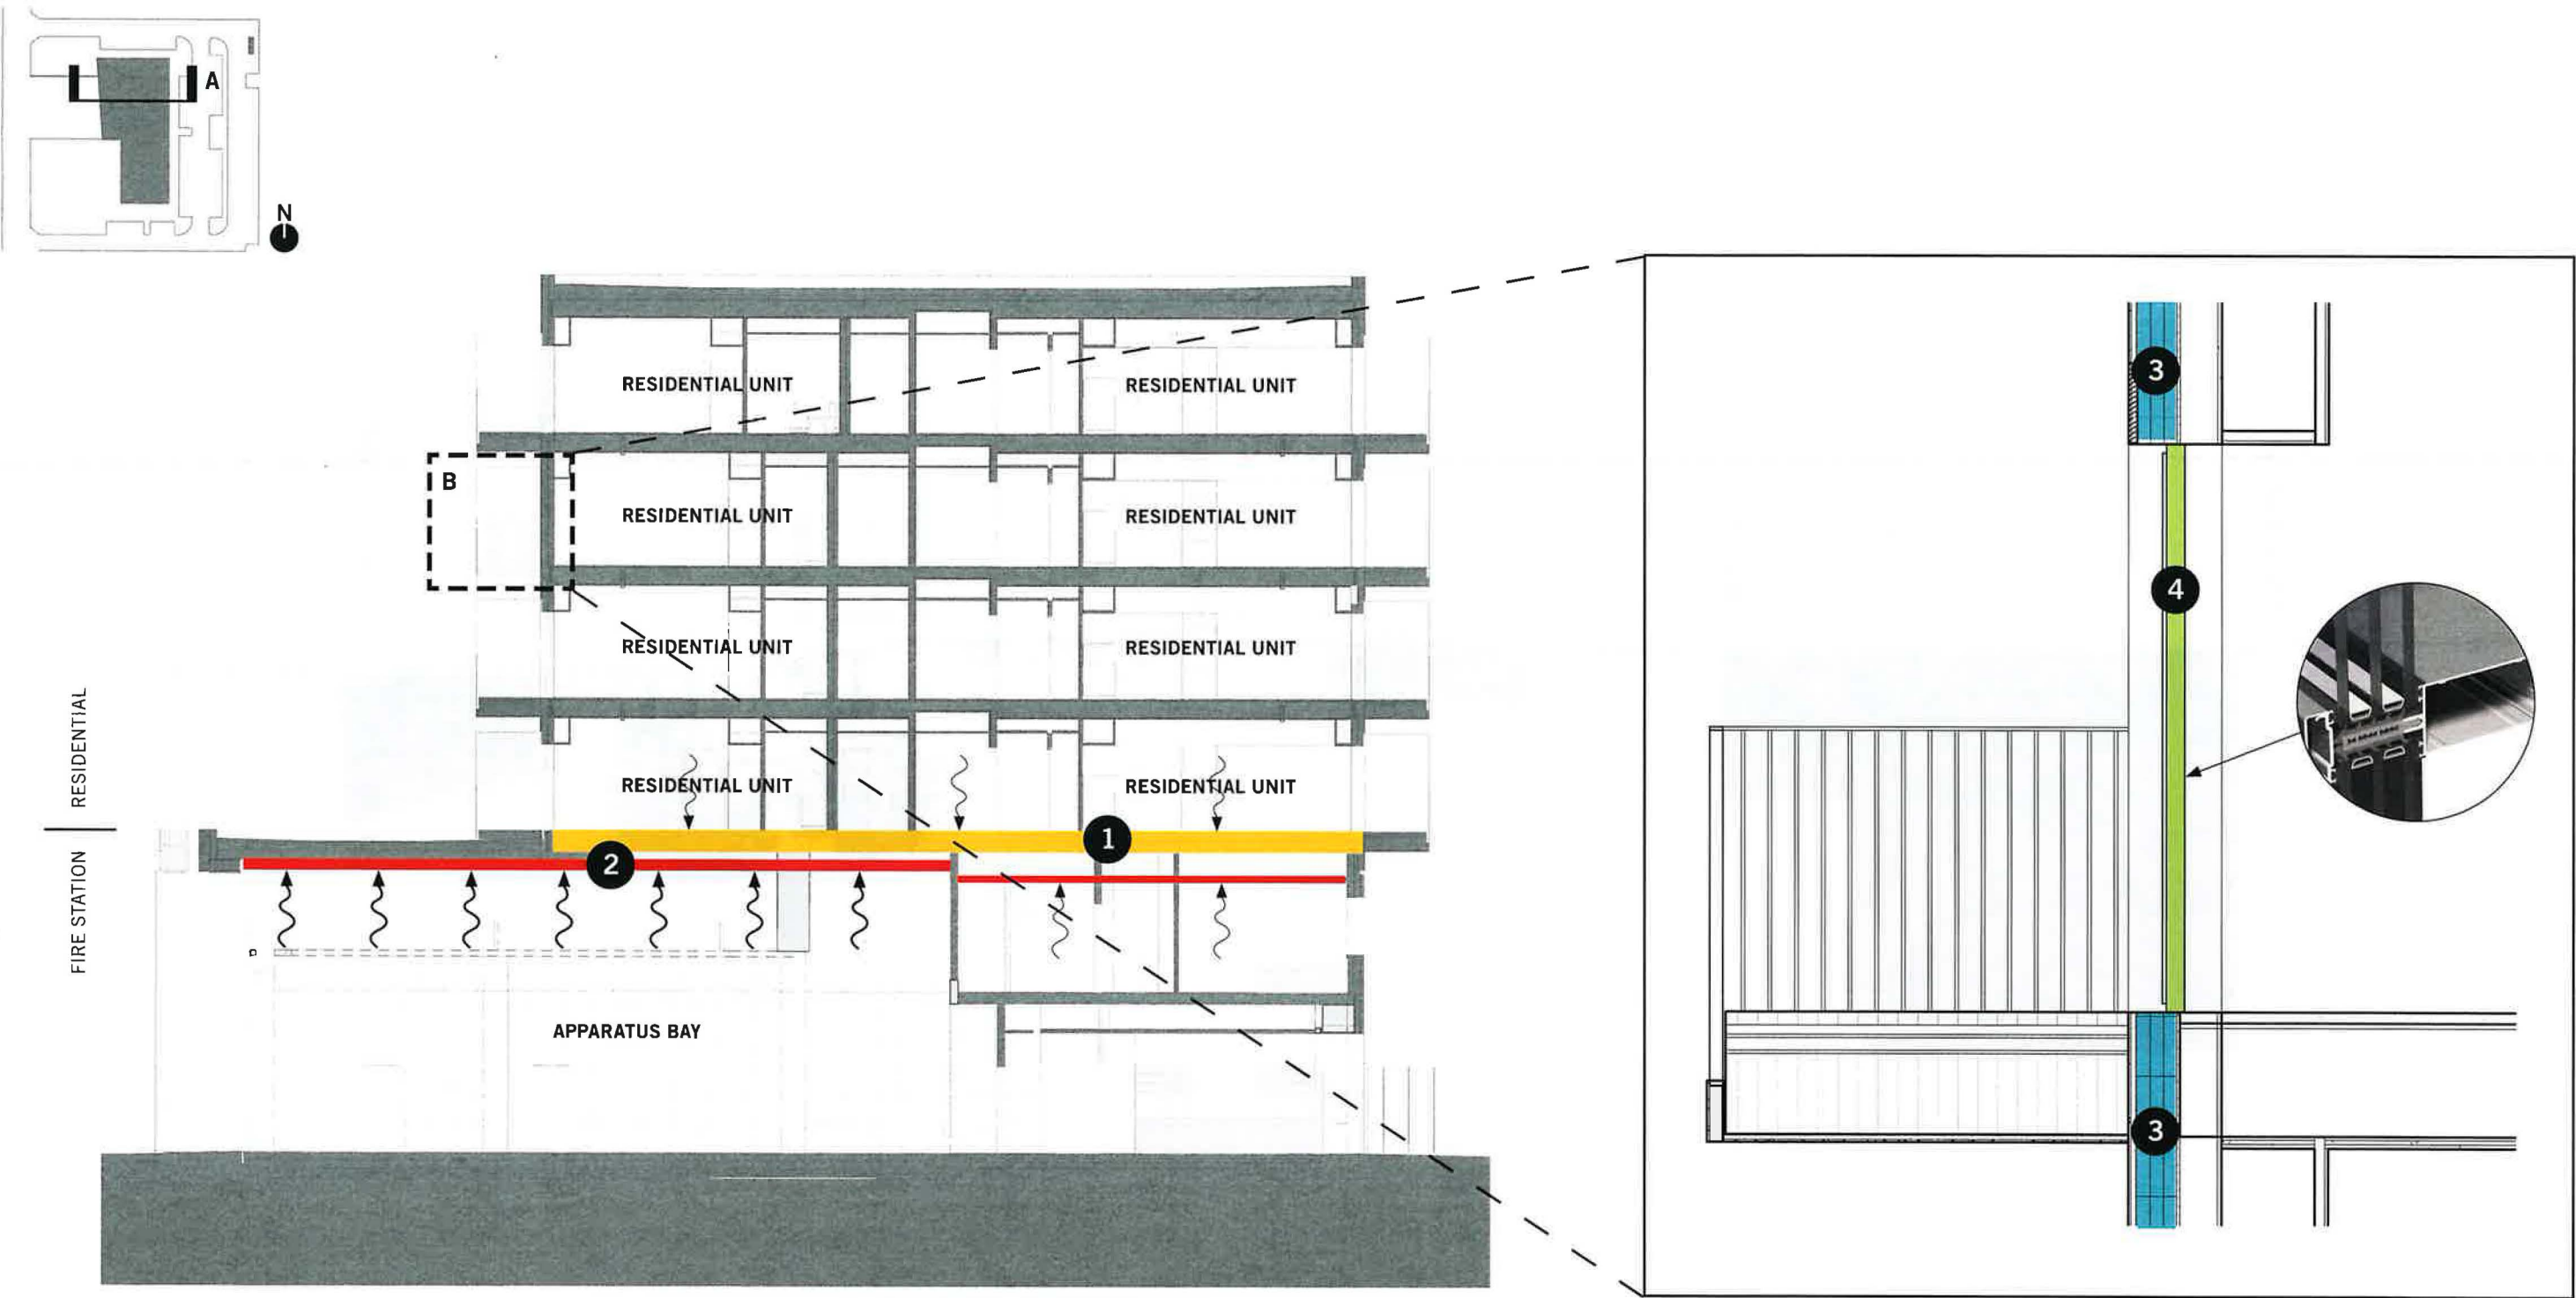 A
N
RESIDENTIAL UNIT
RESIDENTIAL UNIT
B
RESIDENTIAL UNIT
RESIDENTIAL UNIT
RESIDENTIAL UNIT
RESIDENTIAL UNIT
RESIDENTIAL UNIT
RESIDENTIAL UNIT
RESIDENTIAL
FIRE STATION
1
2
APPARATUS BAY
3
4
3